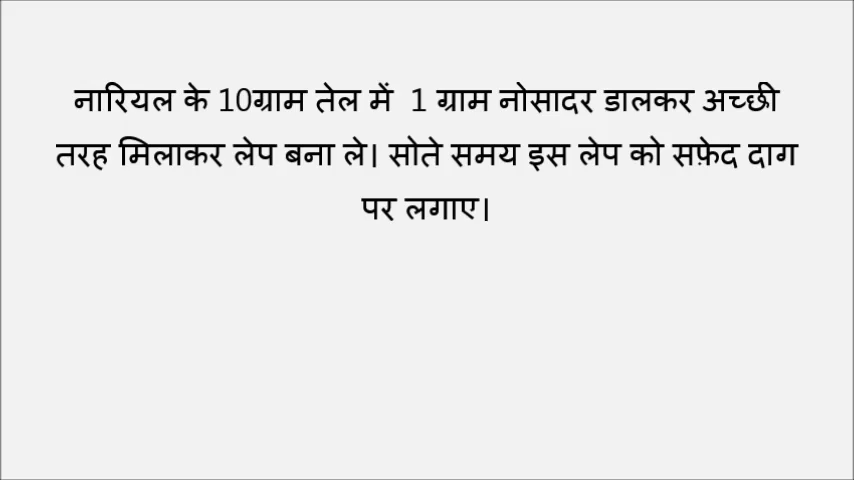 नारियल के 10ग्राम तेल में 1 ग्राम नोसादर डालकर अच्छी
तरह मिलाकर लेप बना ले। सोते समय इस लेप को सफ़ेद दाग
पर लगाए।